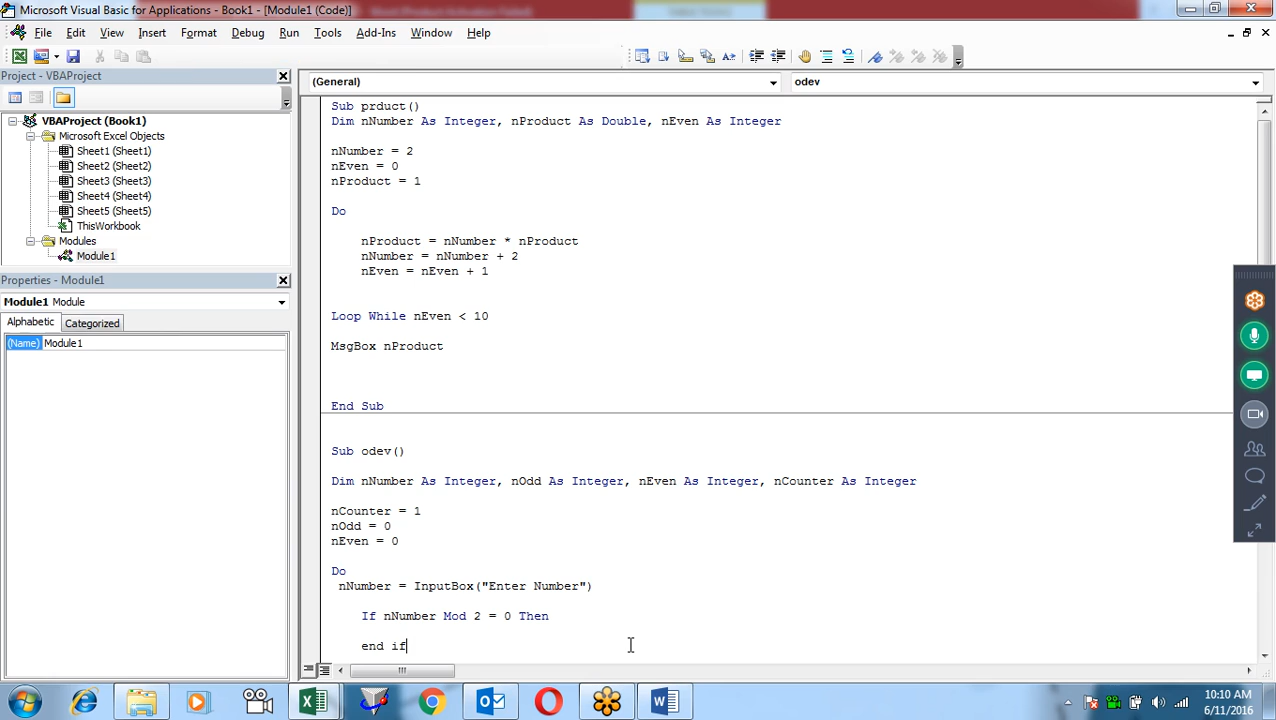 Microsoft Visual Basic for Applications - Book1 - [Module1 (Code)]
File Edit View Insert Format Debug Run Tools Add-Ins Window Help
Project - VBAProject
(General)
odev
VBAProject (Book1)
Microsoft Excel Objects
Sheet1 (Sheet1)
Sheet2 (Sheet2)
Sheet3 (Sheet3)
Sheet4 (Sheet4)
Sheet5 (Sheet5)
ThisWorkbook
Modules
Module1
Properties - Module1
Module1 Module
Alphabetic Categorized
(Name) Module1
Sub prduct()
Dim nNumber As Integer, nProduct As Double, nEven As Integer
nNumber = 2
nEven = 0
nProduct = 1
Do
nProduct = nNumber * nProduct
nNumber = nNumber + 2
nEven = nEven + 1
Loop While nEven < 10
MsgBox nProduct
End Sub
Sub odev()
Dim nNumber As Integer, nOdd As Integer, nEven As Integer, nCounter As Integer
nCounter = 1
nOdd = 0
nEven = 0
Do
nNumber = InputBox("Enter Number")
If nNumber Mod 2 = 0 Then
end if
10:10 AM
6/11/2016